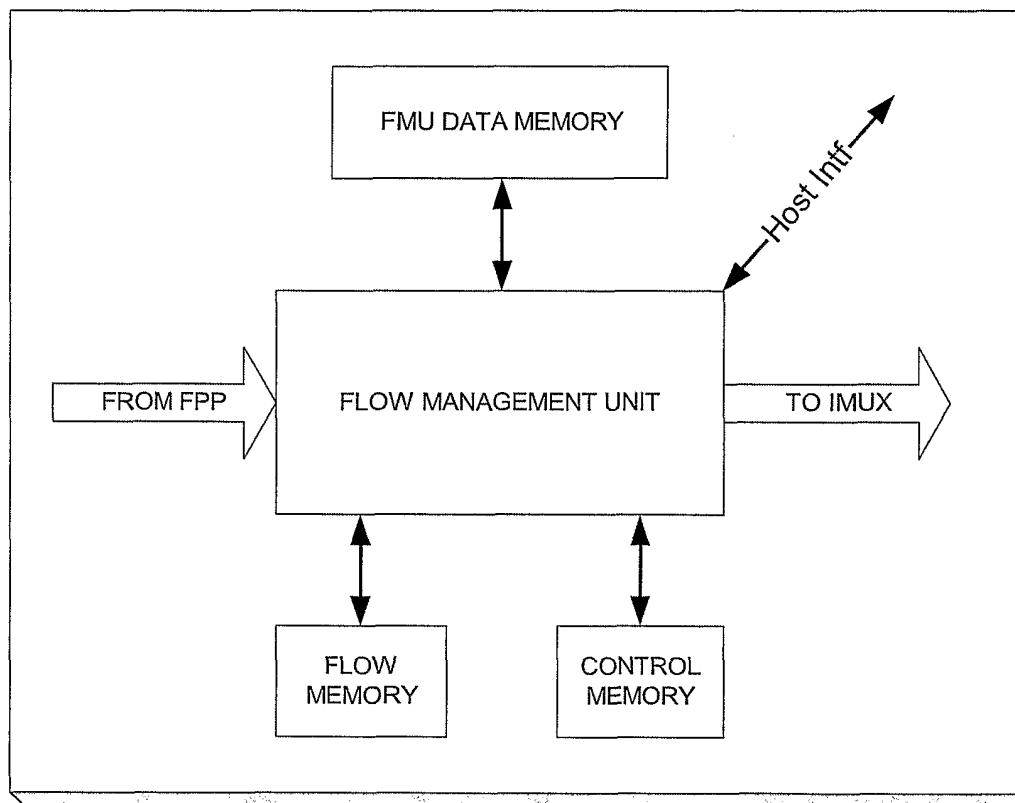 FMU DATA MEMORY
Host Intf
FROM FPP
FLOW MANAGEMENT UNIT
TO IMUX
FLOW
MEMORY
CONTROL
MEMORY